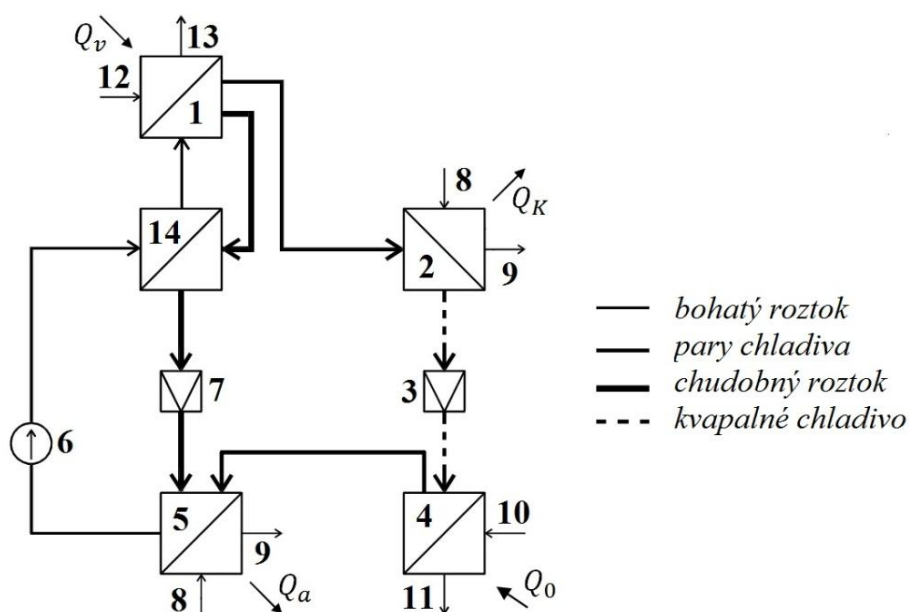 Q_v
13
12
1
8
Q_K
14
2
9
7
3
6
5
4
10
9
8
Q_a
11
Q_0
bohatý roztok
pary chladiva
chudobný roztok
kvapalné chladivo